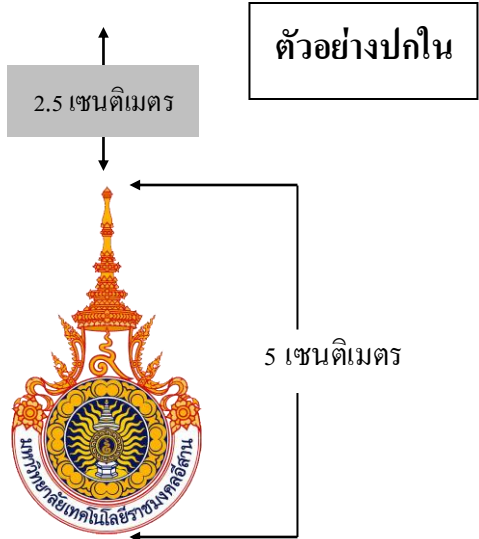 ตัวอย่างปกใน
2.5 เซนติเมตร
5 เซนติเมตร
มหาวิทยาลัยเทคโนโลยีราชมงคลอีสาน